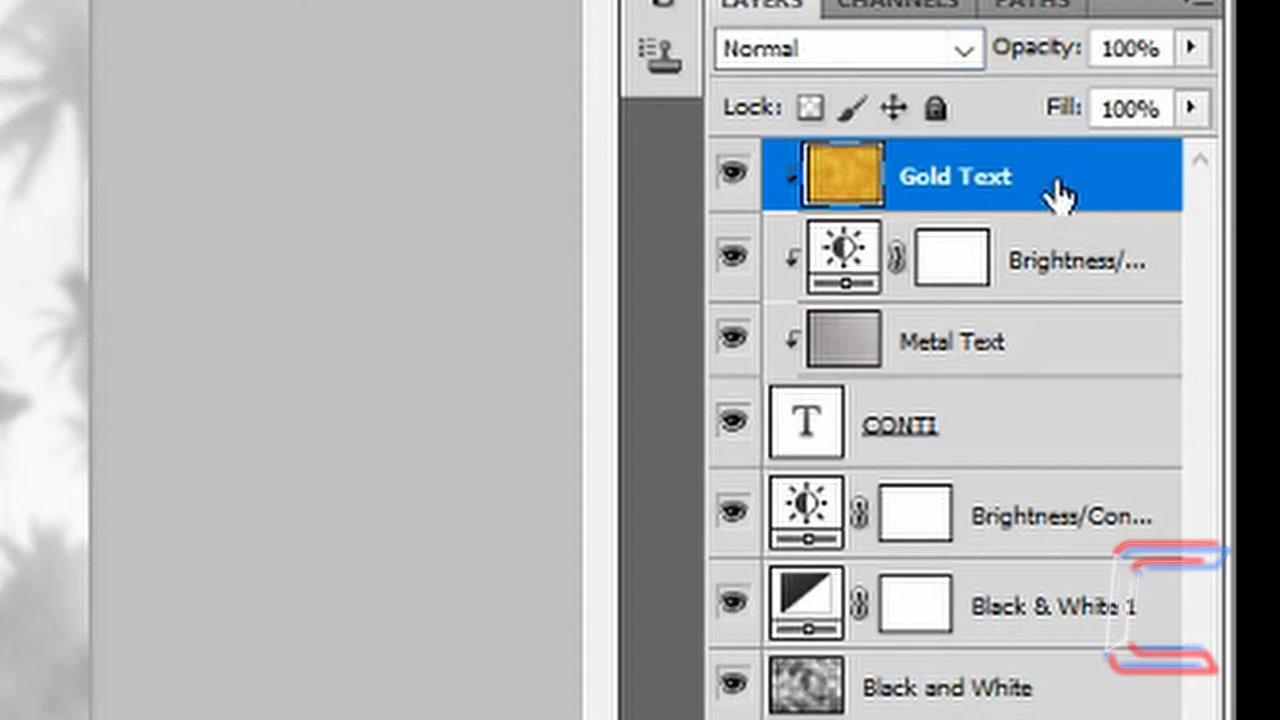 LAYERS CHANNELS PATHS
Normal Opacity: 100%
Lock: Fill: 100%
Gold Text
Brightness/...
Metal Text
T CONTI
Brightness/Con...
Black & White 1
Black and White